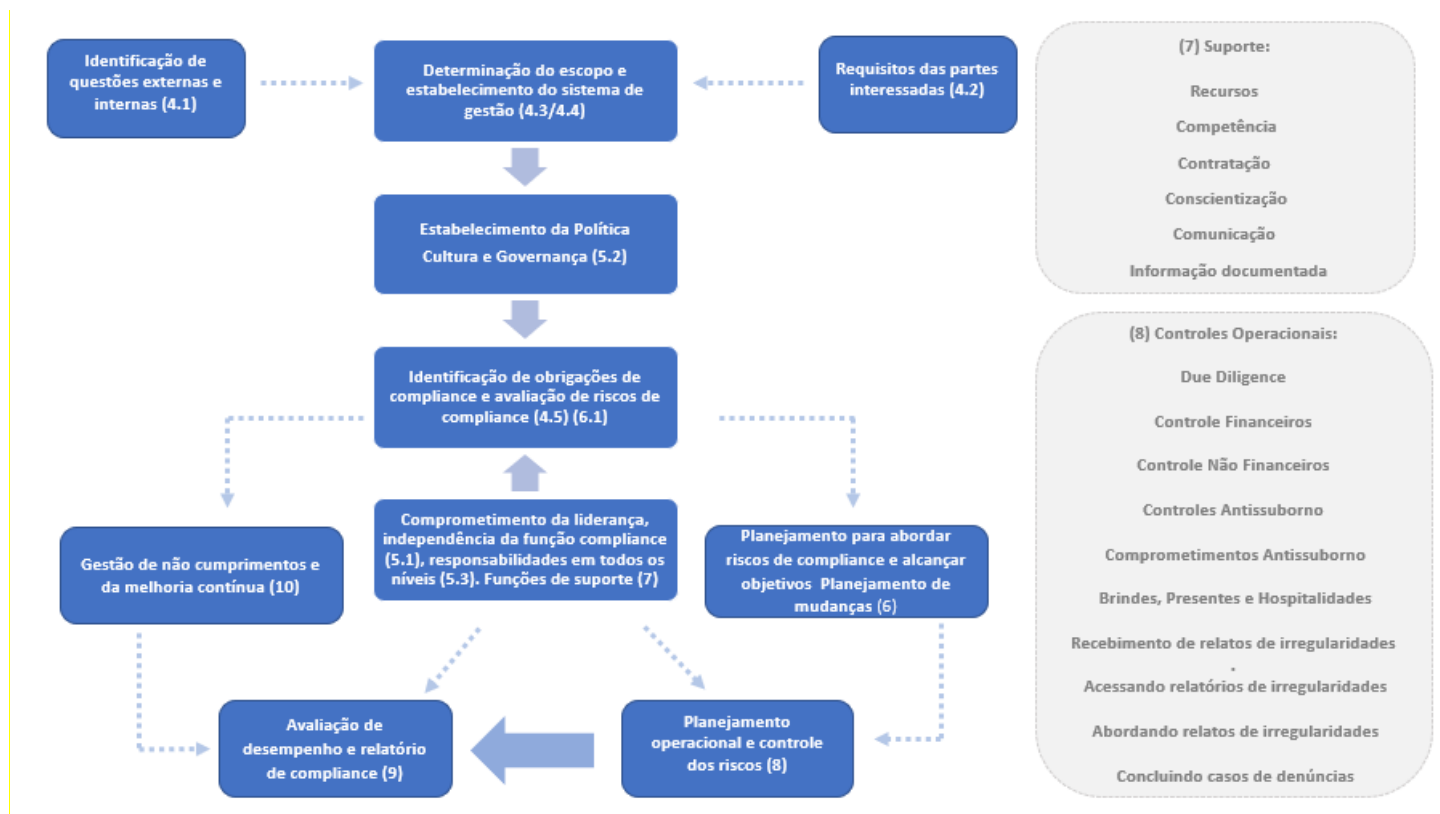 Identificação de
questões externas e
internas (4.1)
Determinação do escopo e
estabelecimento do sistema de
gestão (4.3/4.4)
Requisitos das partes
interessadas (4.2)
Estabelecimento da Política
Cultura e Governança (5.2)
Identificação de obrigações de
compliance e avaliação de riscos de
compliance (4.5) (6.1)
Gestão de não cumprimentos e
da melhoria contínua (10)
Comprometimento da liderança,
independência da função compliance
(5.1), responsabilidades em todos os
níveis (5.3). Funções de suporte (7)
Planejamento para abordar
riscos de compliance e alcançar
objetivos Planejamento de
mudanças (6)
Avaliação de
desempenho e relatório
de compliance (9)
Planejamento
operacional e controle
dos riscos (8)
(7) Suporte:
Recursos
Competência
Contratação
Conscientização
Comunicação
Informação documentada
(8) Controles Operacionais:
Due Diligence
Controle Financeiros
Controle Não Financeiros
Controles Antissuborno
Comprometimentos Antissuborno
Brindes, Presentes e Hospitalidades
Recebimento de relatos de irregularidades
.
Acessando relatórios de irregularidades
Abordando relatos de irregularidades
Concluindo casos de denúncias